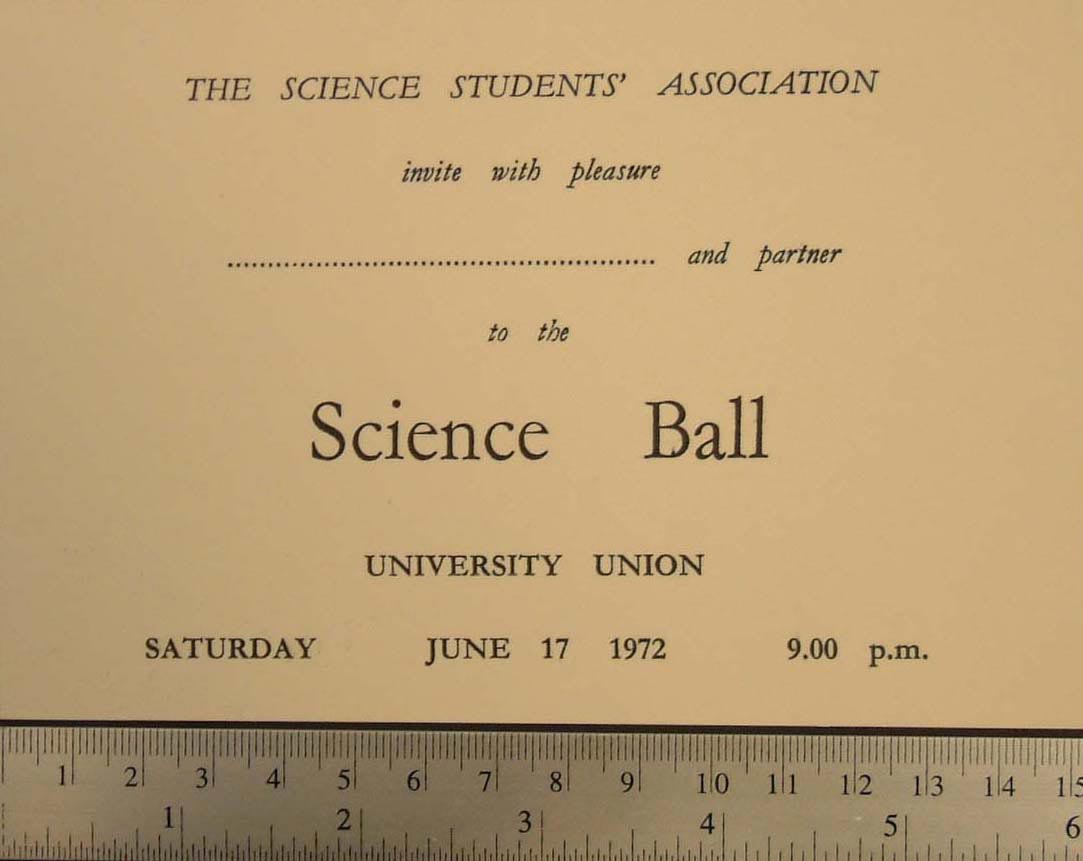 THE SCIENCE STUDENTS' ASSOCIATION
invite with pleasure
...................................................... and partner
to the
Science Ball
UNIVERSITY UNION
SATURDAY JUNE 17 1972 9.00 p.m.
1 2 3 4 5 6 7 8 9 10 11 12 13 14 15
1 2 3 4 5 6